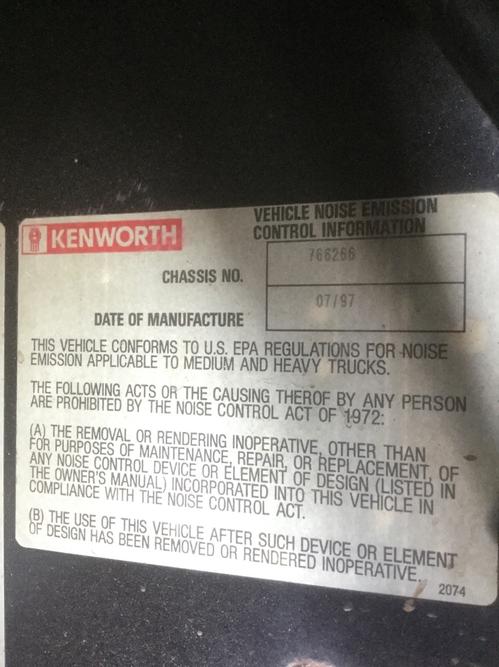 KENWORTH
VEHICLE NOISE EMISSION
CONTROL INFORMATION
CHASSIS NO.
766266
DATE OF MANUFACTURE
07/97
THIS VEHICLE CONFORMS TO U.S. EPA REGULATIONS FOR NOISE
EMISSION APPLICABLE TO MEDIUM AND HEAVY TRUCKS.
THE FOLLOWING ACTS OR THE CAUSING THEROF BY ANY PERSON
ARE PROHIBITED BY THE NOISE CONTROL ACT OF 1972:
(A) THE REMOVAL OR RENDERING INOPERATIVE, OTHER THAN
FOR PURPOSES OF MAINTENANCE, REPAIR, OR REPLACEMENT, OF
ANY NOISE CONTROL DEVICE OR ELEMENT OF DESIGN (LISTED IN
THE OWNER'S MANUAL) INCORPORATED INTO THIS VEHICLE IN
COMPLIANCE WITH THE NOISE CONTROL ACT.
(B) THE USE OF THIS VEHICLE AFTER SUCH DEVICE OR ELEMENT
OF DESIGN HAS BEEN REMOVED OR RENDERED INOPERATIVE.
2074